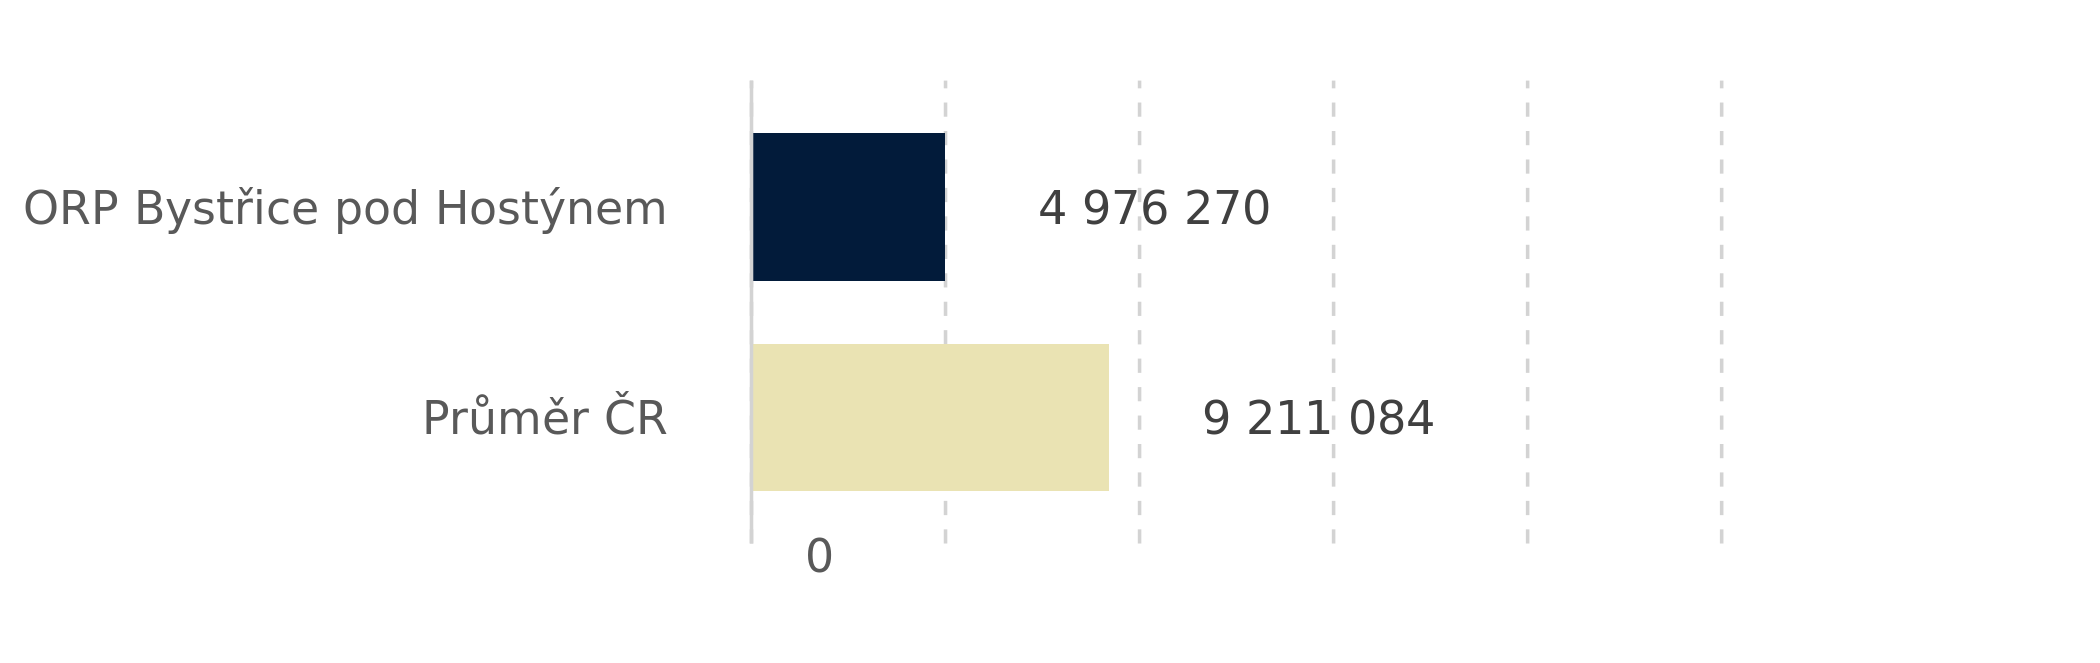 ORP Bystřice pod Hostýnem 4 976 270
Průměr ČR 9 211 084
0